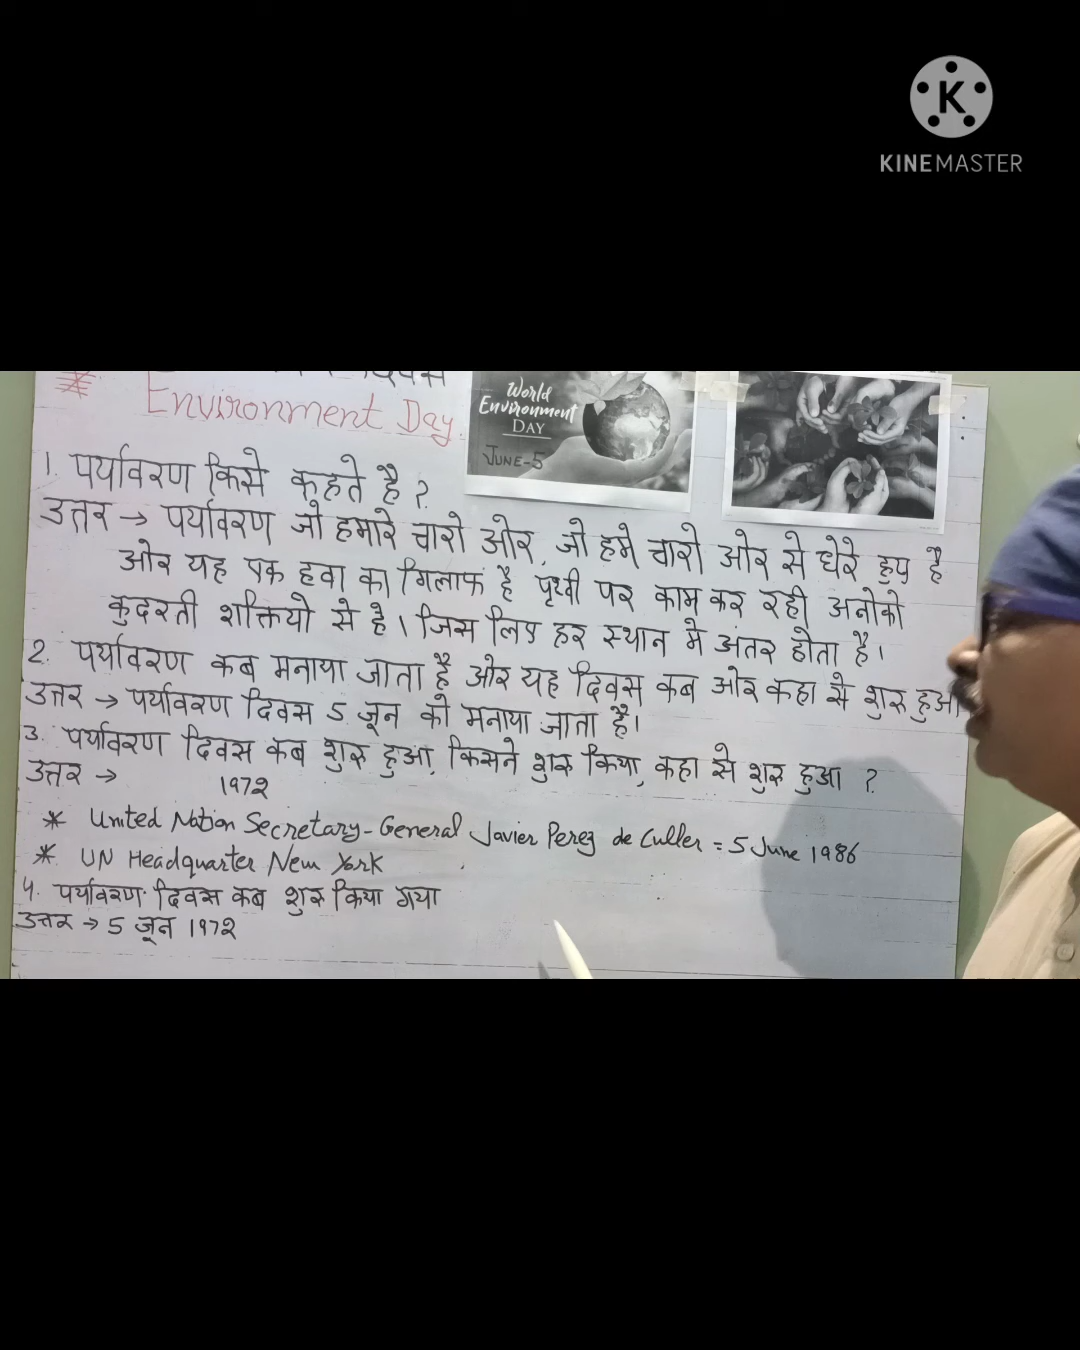 KINEMASTER
दिवस
Environment Day.
World
Environment
DAY
JUNE-5
1. पर्यावरण किसे कहते है ?
उत्तर → पर्यावरण जो हमारे चारो ओर, जो हमे चारो ओर से घेरे हुए है
ओर यह एक हवा का गिलाफ है पृथ्वी पर काम कर रही अनोको
कुदरती शक्तियो से है। जिस लिए हर स्थान मे अंतर होता है।
2. पर्यावरण कब मनाया जाता है ओर यह दिवस कब ओर कहा से शुरु हुआ
उत्तर → पर्यावरण दिवस 5 जून को मनाया जाता है।
3. पर्यावरण दिवस कब शुरु हुआ, किसने शुरु किया, कहा से शुरु हुआ ?
उत्तर → 1972
* United Nation Secretary-General Javier Perez de Culler = 5 June 1986
* UN Headquarter New York
4. पर्यावरण दिवस कब शुरु किया गया
उत्तर → 5 जून 1972